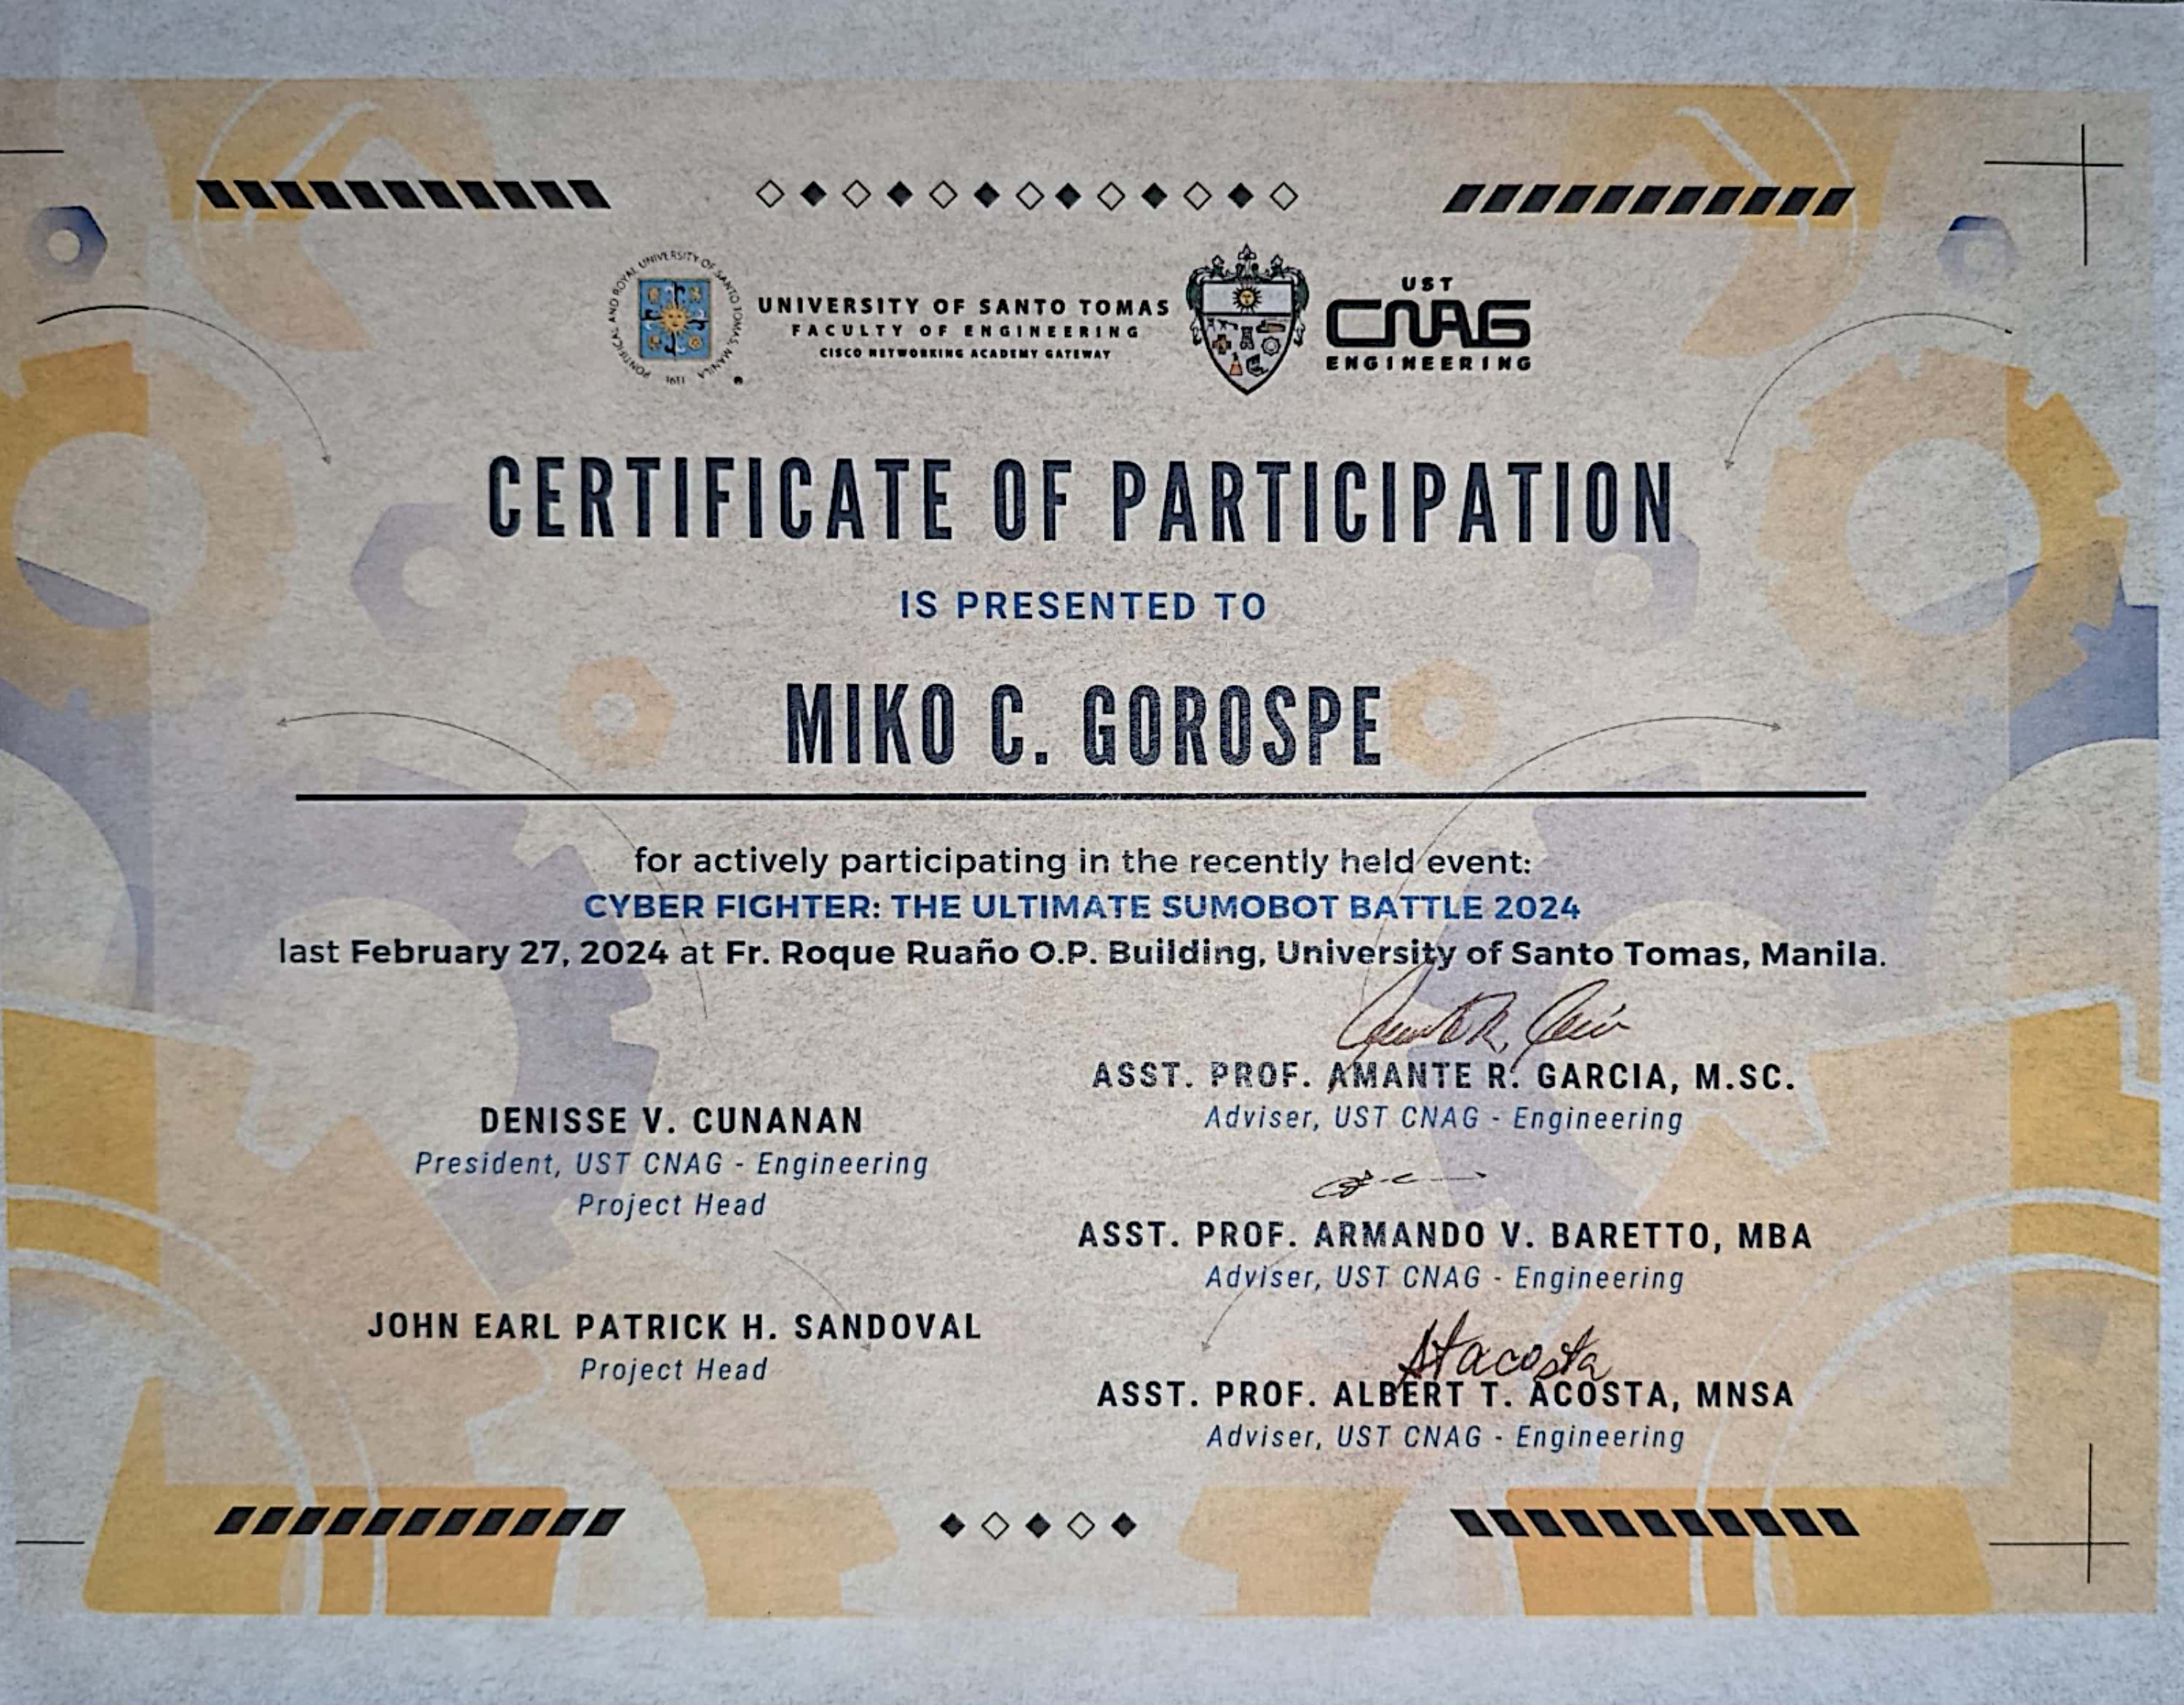 PONTIFICAL AND ROYAL UNIVERSITY OF SANTO TOMAS, MANILA
1611
UNIVERSITY OF SANTO TOMAS
FACULTY OF ENGINEERING
CISCO NETWORKING ACADEMY GATEWAY
UST
CNAG
ENGINEERING
CERTIFICATE OF PARTICIPATION
IS PRESENTED TO
MIKO C. GOROSPE
for actively participating in the recently held event:
CYBER FIGHTER: THE ULTIMATE SUMOBOT BATTLE 2024
last February 27, 2024 at Fr. Roque Ruaño O.P. Building, University of Santo Tomas, Manila.
DENISSE V. CUNANAN
President, UST CNAG - Engineering
Project Head
JOHN EARL PATRICK H. SANDOVAL
Project Head
ASST. PROF. AMANTE R. GARCIA, M.SC.
Adviser, UST CNAG - Engineering
ASST. PROF. ARMANDO V. BARETTO, MBA
Adviser, UST CNAG - Engineering
Atacosta
ASST. PROF. ALBERT T. ACOSTA, MNSA
Adviser, UST CNAG - Engineering